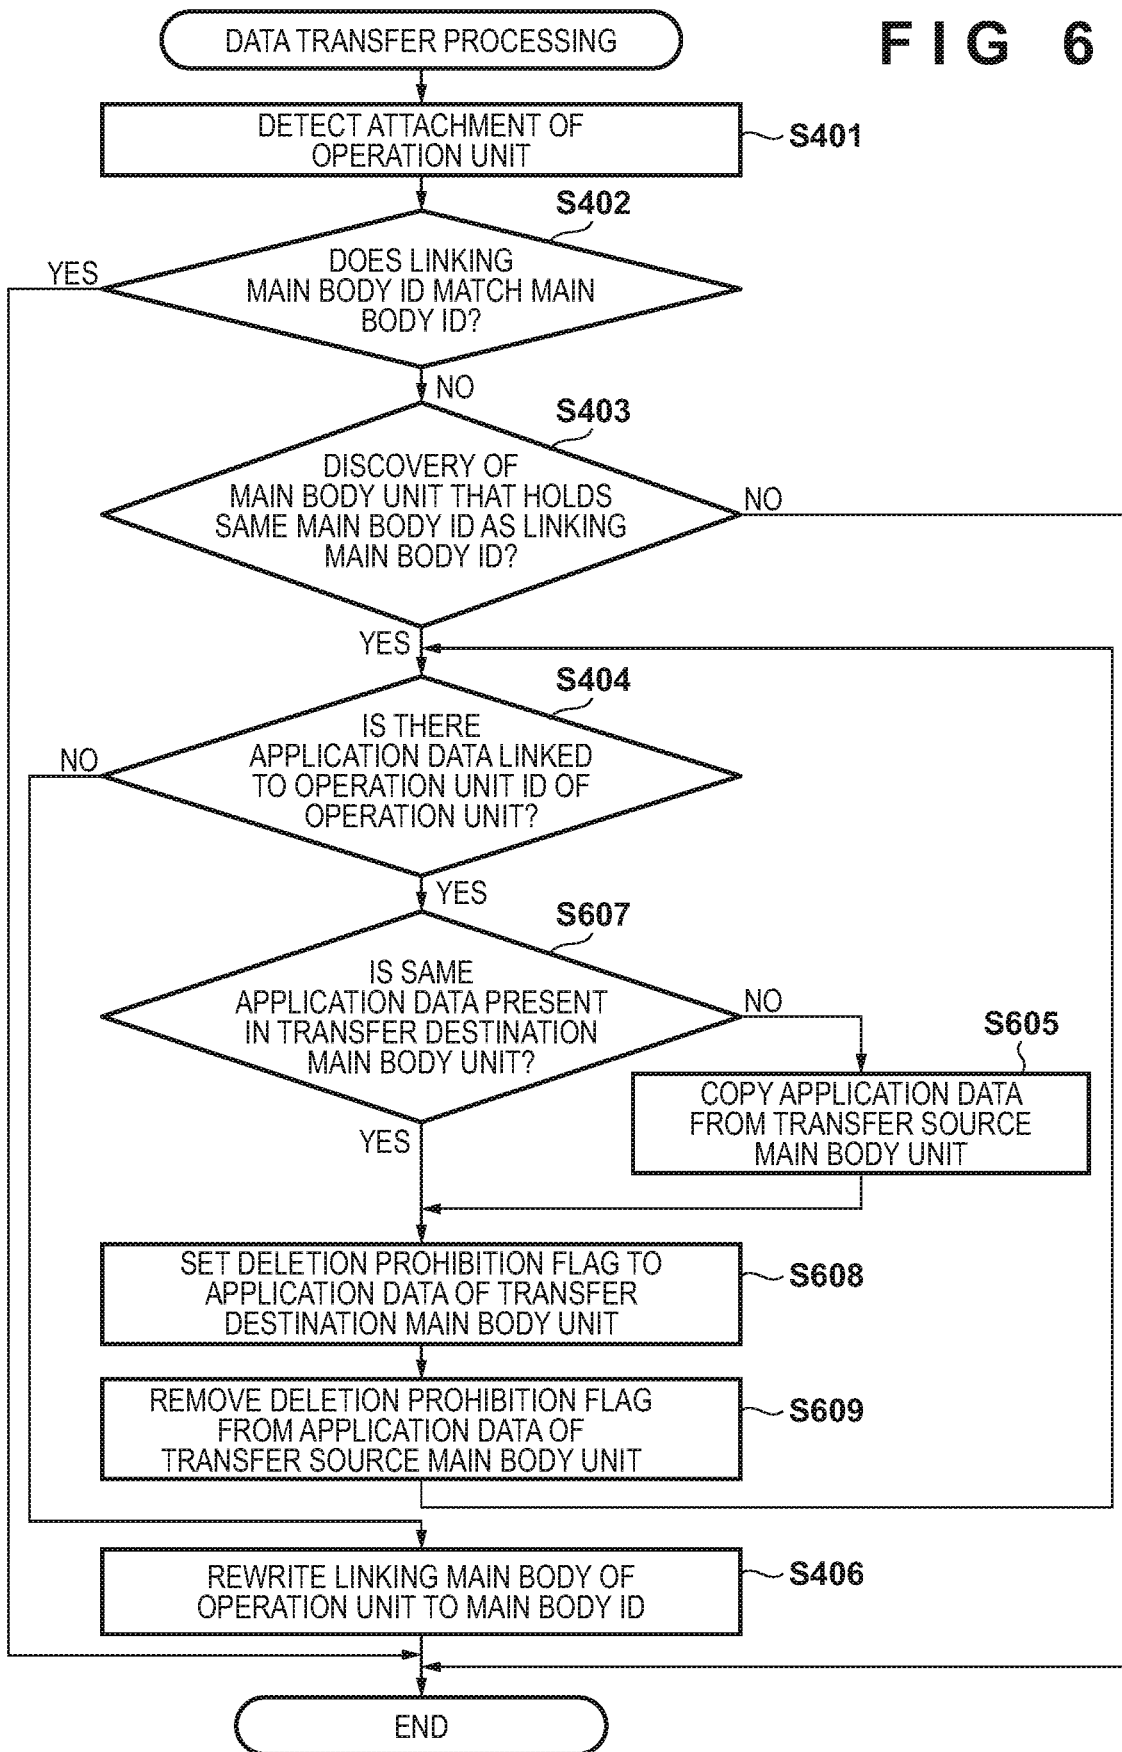 FIG 6
DATA TRANSFER PROCESSING
DETECT ATTACHMENT OF
OPERATION UNIT
S401
S402
DOES LINKING
MAIN BODY ID MATCH MAIN
BODY ID?
YES
NO
S403
DISCOVERY OF
MAIN BODY UNIT THAT HOLDS
SAME MAIN BODY ID AS LINKING
MAIN BODY ID?
NO
YES
S404
IS THERE
APPLICATION DATA LINKED
TO OPERATION UNIT ID OF
OPERATION UNIT?
NO
YES
S607
IS SAME
APPLICATION DATA PRESENT
IN TRANSFER DESTINATION
MAIN BODY UNIT?
NO
S605
COPY APPLICATION DATA
FROM TRANSFER SOURCE
MAIN BODY UNIT
YES
SET DELETION PROHIBITION FLAG TO
APPLICATION DATA OF TRANSFER
DESTINATION MAIN BODY UNIT
S608
REMOVE DELETION PROHIBITION FLAG
FROM APPLICATION DATA OF
TRANSFER SOURCE MAIN BODY UNIT
S609
REWRITE LINKING MAIN BODY OF
OPERATION UNIT TO MAIN BODY ID
S406
END